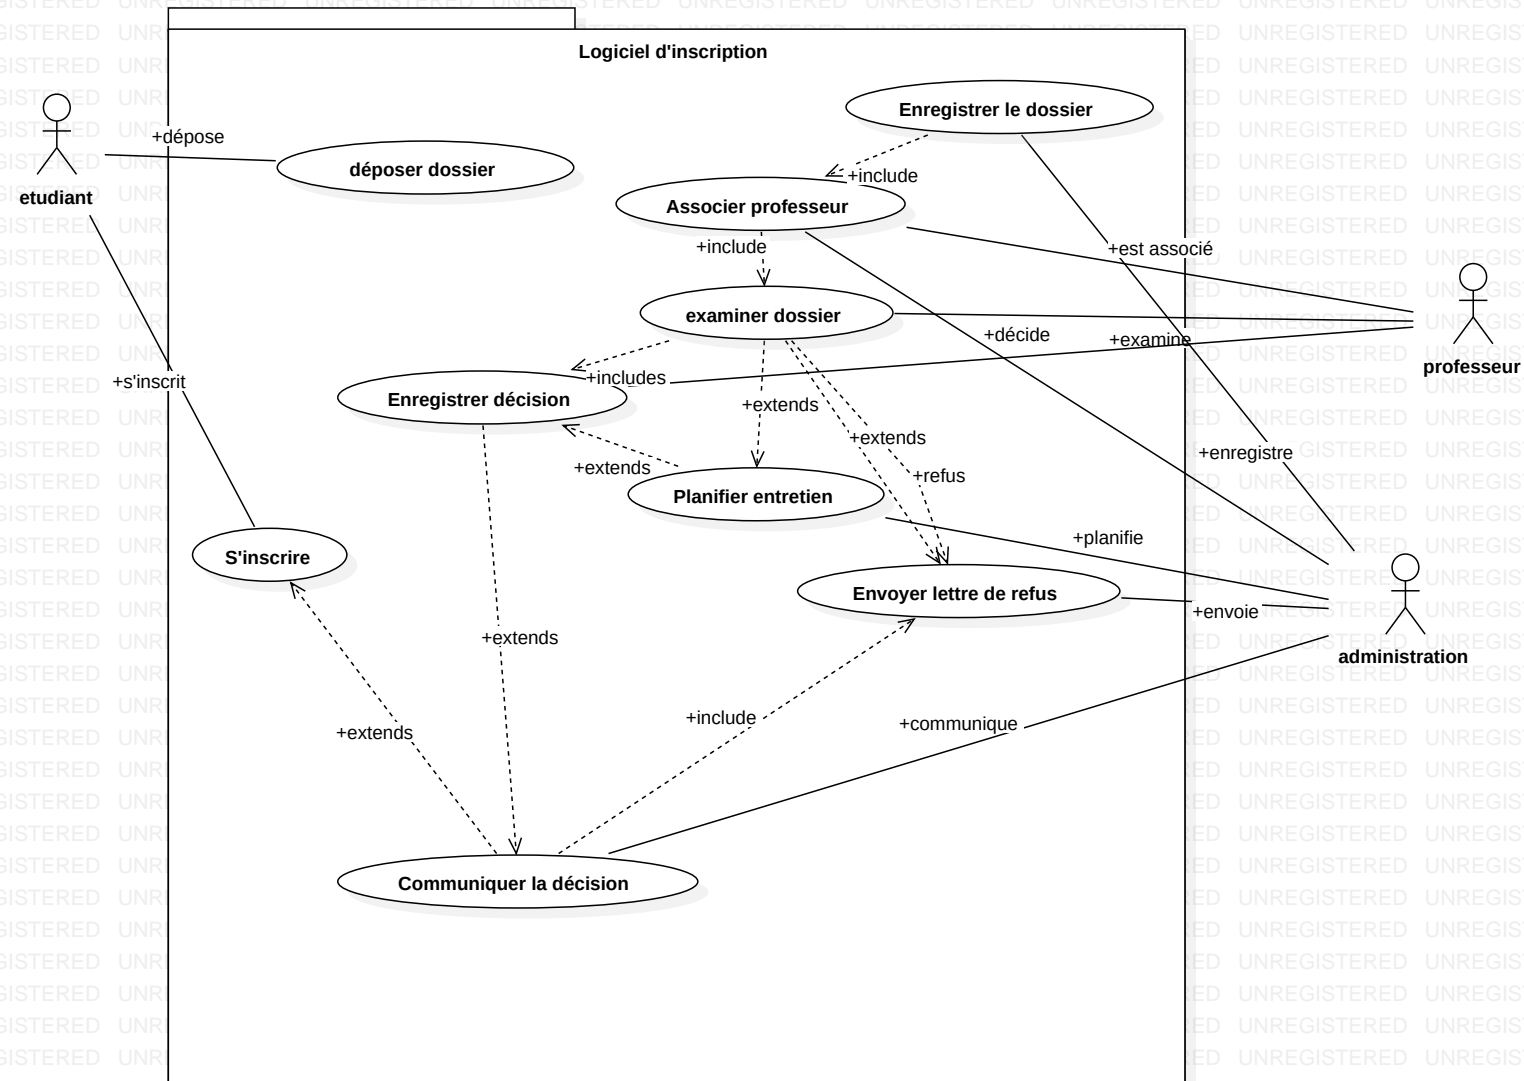 Logiciel d'inscription
Enregistrer le dossier
+dépose
déposer dossier
+include
etudiant
Associer professeur
+include
+est associé
examiner dossier
+décide
+examine
professeur
+includes
Enregistrer décision
+extends
+extends
+enregistre
+extends
+refus
Planifier entretien
+s'inscrit
+planifie
S'inscrire
Envoyer lettre de refus
+envoie
+extends
administration
+include
+communique
+extends
Communiquer la décision
UNREGISTERED